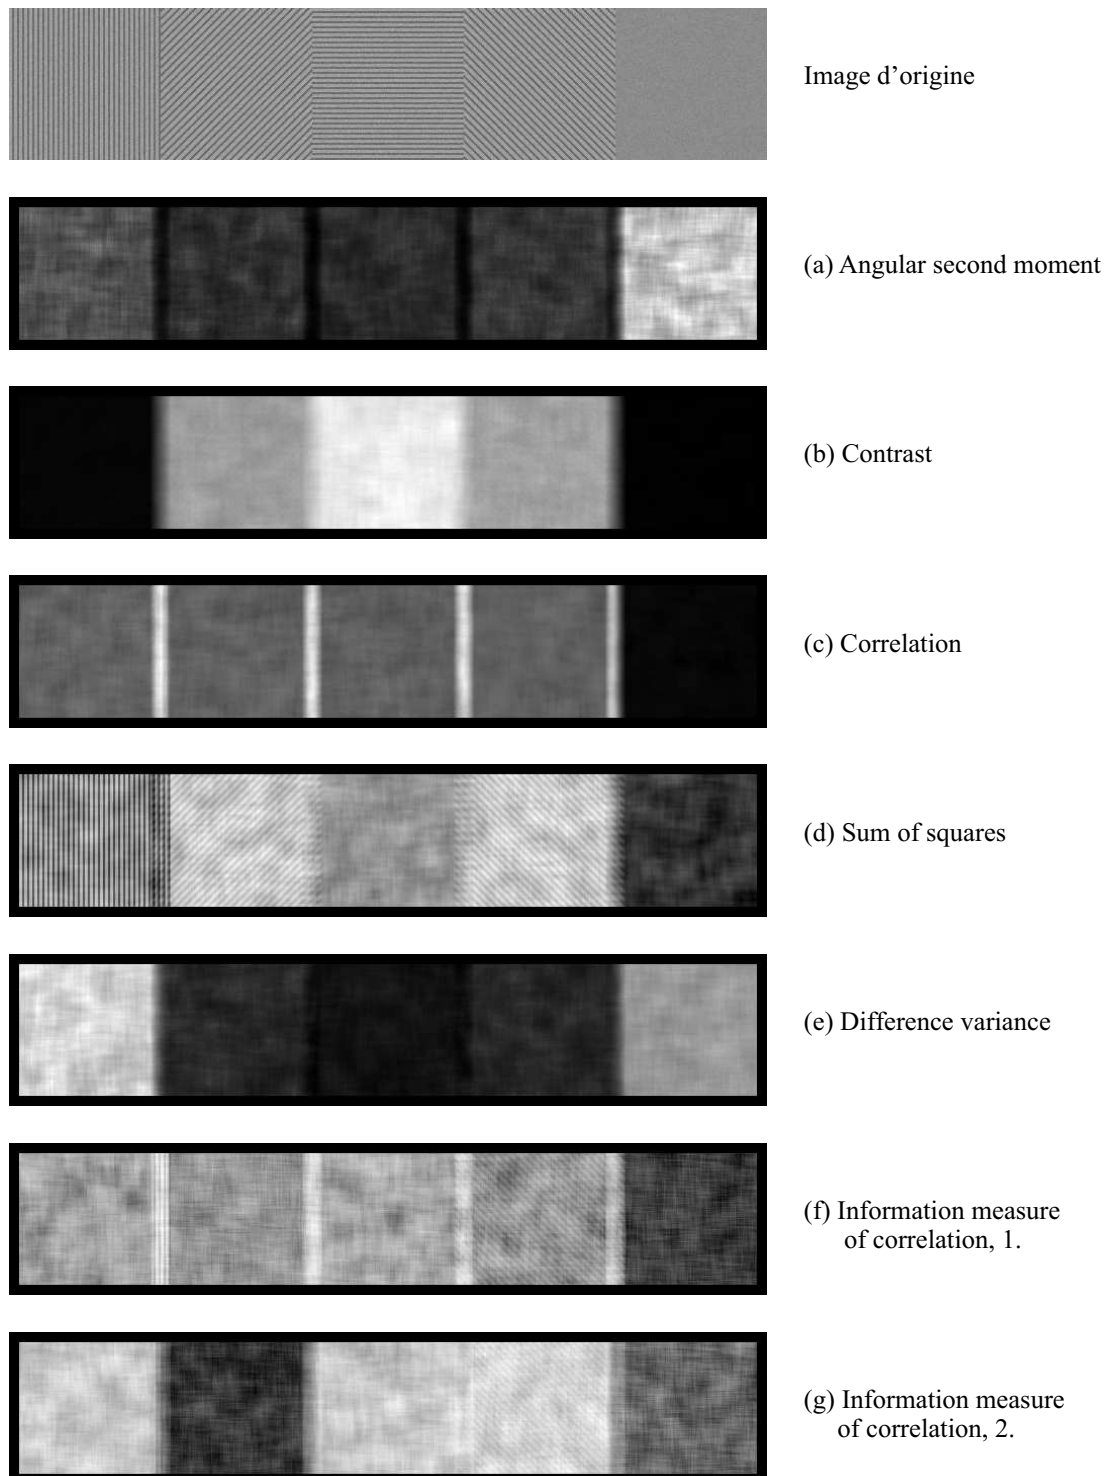 Image d’origine
(a) Angular second moment
(b) Contrast
(c) Correlation
(d) Sum of squares
(e) Difference variance
(f) Information measure
of correlation, 1.
(g) Information measure
of correlation, 2.